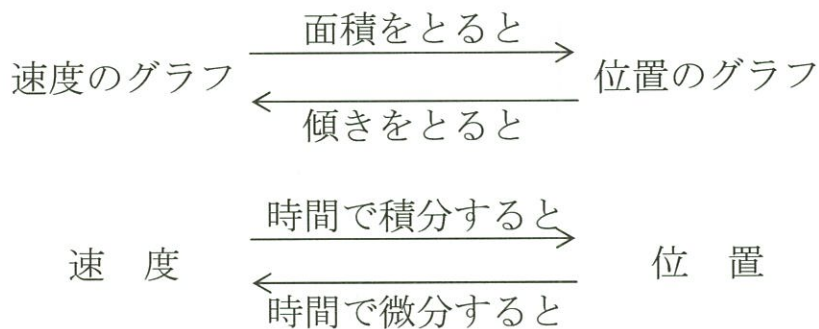 面積をとると
速度のグラフ
位置のグラフ
傾きをとると
時間で積分すると
速 度
位 置
時間で微分すると